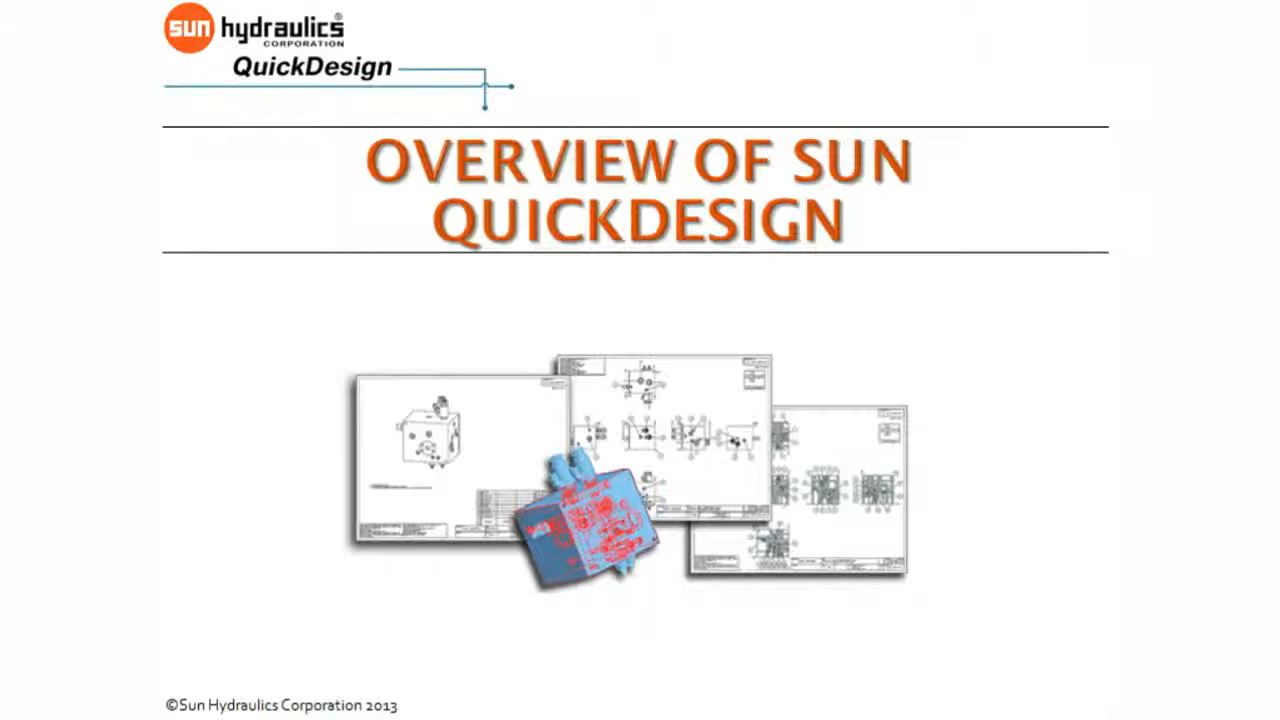 sun hydraulics®
CORPORATION
QuickDesign
OVERVIEW OF SUN
QUICKDESIGN
©Sun Hydraulics Corporation 2013